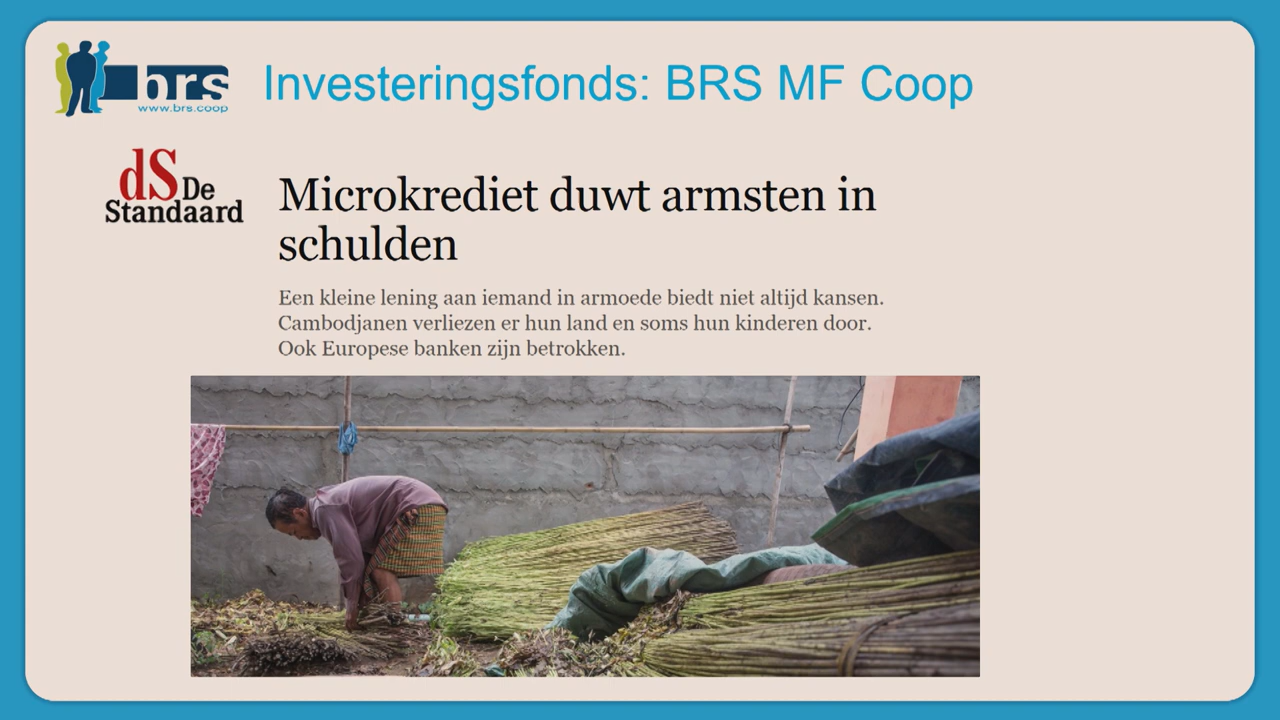 brs
www.brs.coop
Investeringsfonds: BRS MF Coop
dS De
Standaard
Microkrediet duwt armsten in
schulden
Een kleine lening aan iemand in armoede biedt niet altijd kansen.
Cambodjanen verliezen er hun land en soms hun kinderen door.
Ook Europese banken zijn betrokken.